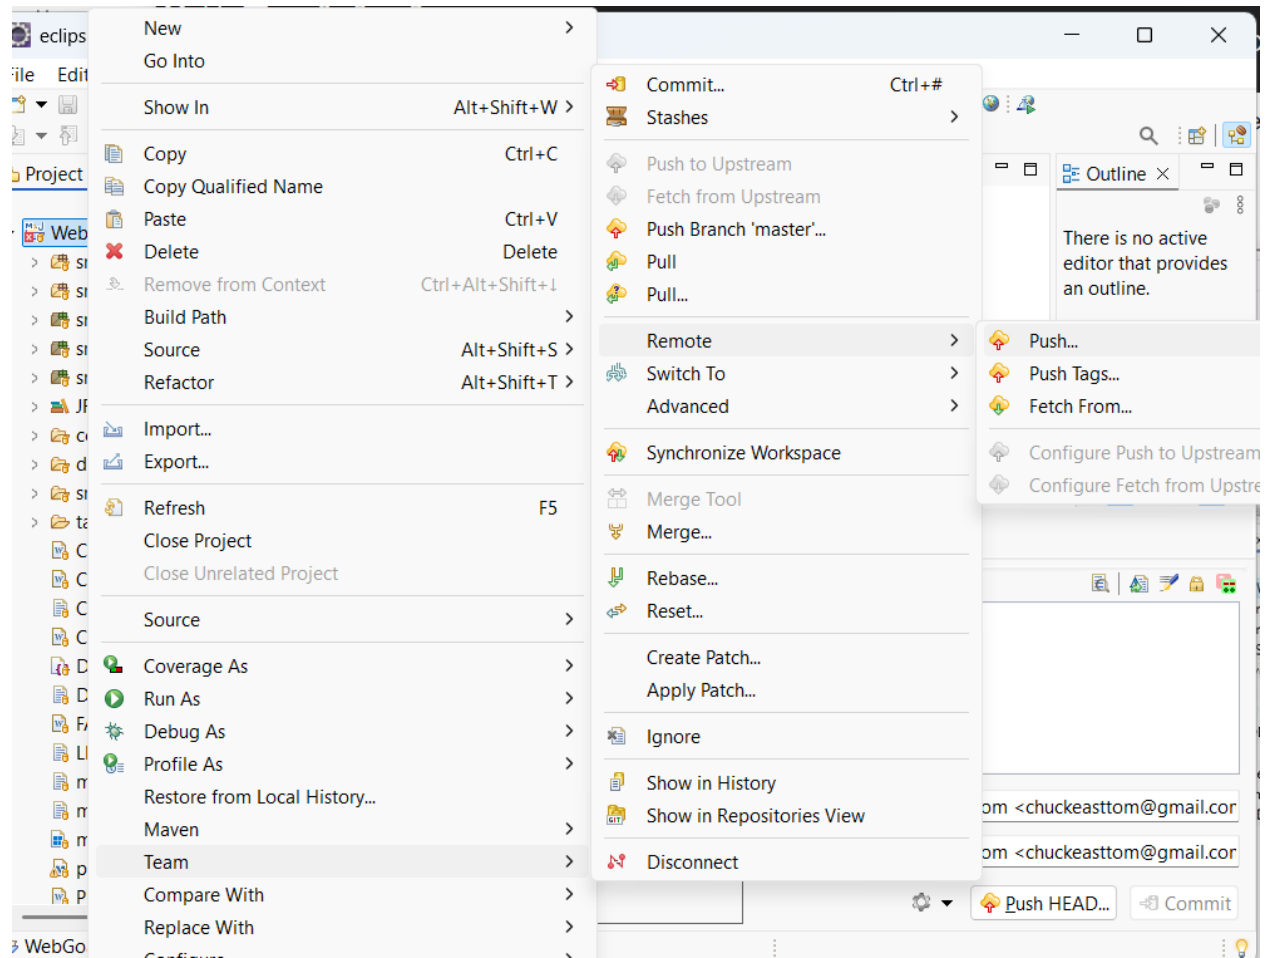 eclips
File Edit
Project
Web
WebGo
New
Go Into
Show In Alt+Shift+W
Copy Ctrl+C
Copy Qualified Name
Paste Ctrl+V
Delete Delete
Remove from Context Ctrl+Alt+Shift+↓
Build Path
Source Alt+Shift+S
Refactor Alt+Shift+T
Import...
Export...
Refresh F5
Close Project
Close Unrelated Project
Source
Coverage As
Run As
Debug As
Profile As
Restore from Local History...
Maven
Team
Compare With
Replace With
Configure
Commit... Ctrl+#
Stashes
Push to Upstream
Fetch from Upstream
Push Branch 'master'...
Pull
Pull...
Remote
Switch To
Advanced
Synchronize Workspace
Merge Tool
Merge...
Rebase...
Reset...
Create Patch...
Apply Patch...
Ignore
Show in History
Show in Repositories View
Disconnect
Push...
Push Tags...
Fetch From...
Configure Push to Upstream
Configure Fetch from Upstre
Outline
There is no active
editor that provides
an outline.
om <chuckeasttom@gmail.com
om <chuckeasttom@gmail.com
Push HEAD...
Commit